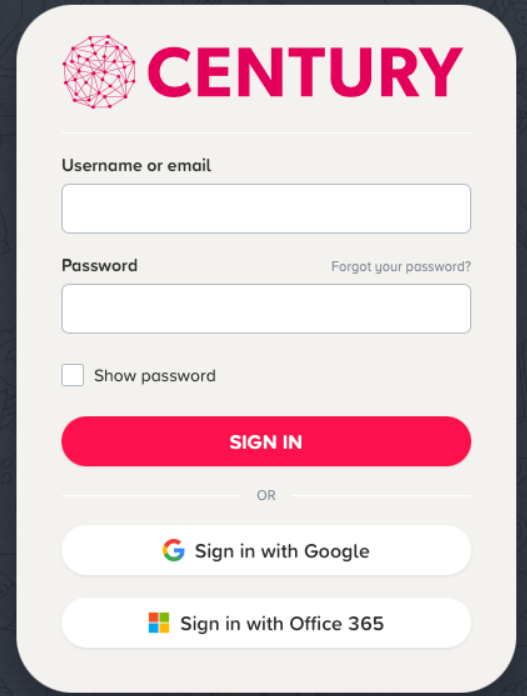 CENTURY
Username or email
Password Forgot your password?
Show password
SIGN IN
OR
Sign in with Google
Sign in with Office 365